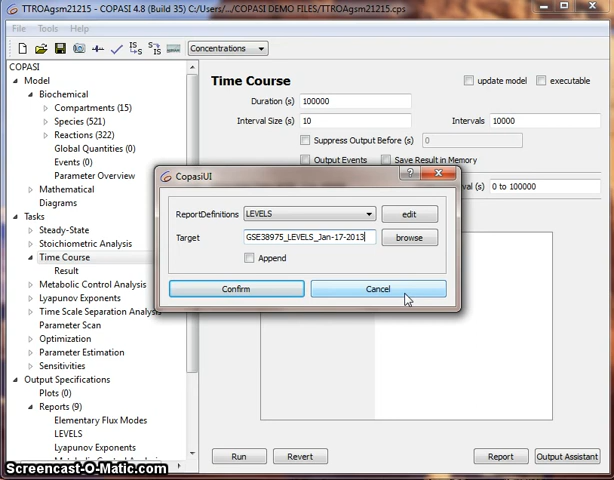 TTROAgsm21215 - COPASI 4.8 (Build 35) C:/Users/.../COPASI DEMO FILES/TTROAgsm21215.cps
File Tools Help
Concentrations
COPASI
Model
Biochemical
Compartments (15)
Species (521)
Reactions (322)
Global Quantities (0)
Events (0)
Parameter Overview
Mathematical
Diagrams
Tasks
Steady-State
Stoichiometric Analysis
Time Course
Result
Metabolic Control Analysis
Lyapunov Exponents
Time Scale Separation Analysis
Parameter Scan
Optimization
Parameter Estimation
Sensitivities
Output Specifications
Plots (0)
Reports (9)
Elementary Flux Modes
LEVELS
Lyapunov Exponents
Time Course
update model
executable
Duration (s) 100000
Interval Size (s) 10
Intervals 10000
Suppress Output Before (s) 0
Output Events
Save Result in Memory
val (s) 0 to 100000
CopasiUI
ReportDefinitions LEVELS edit
Target GSE38975_LEVELS_Jan-17-2013 browse
Append
Confirm Cancel
Run Revert Report Output Assistant
Screencast-O-Matic.com